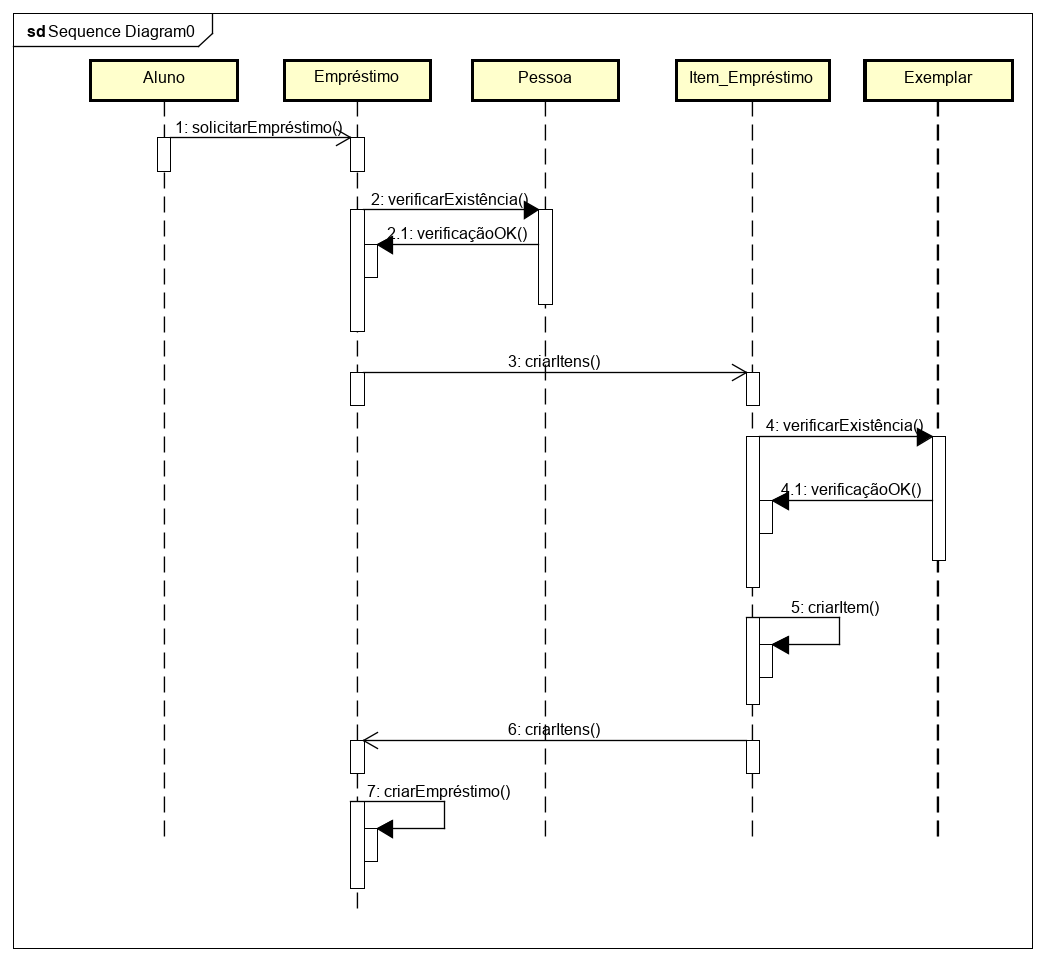 sd Sequence Diagram0
Aluno
Empréstimo
Pessoa
Item_Empréstimo
Exemplar
1: solicitarEmpréstimo()
2: verificarExistência()
2.1: verificaçãoOK()
3: criarItens()
4: verificarExistência()
4.1: verificaçãoOK()
5: criarItem()
6: criarItens()
7: criarEmpréstimo()